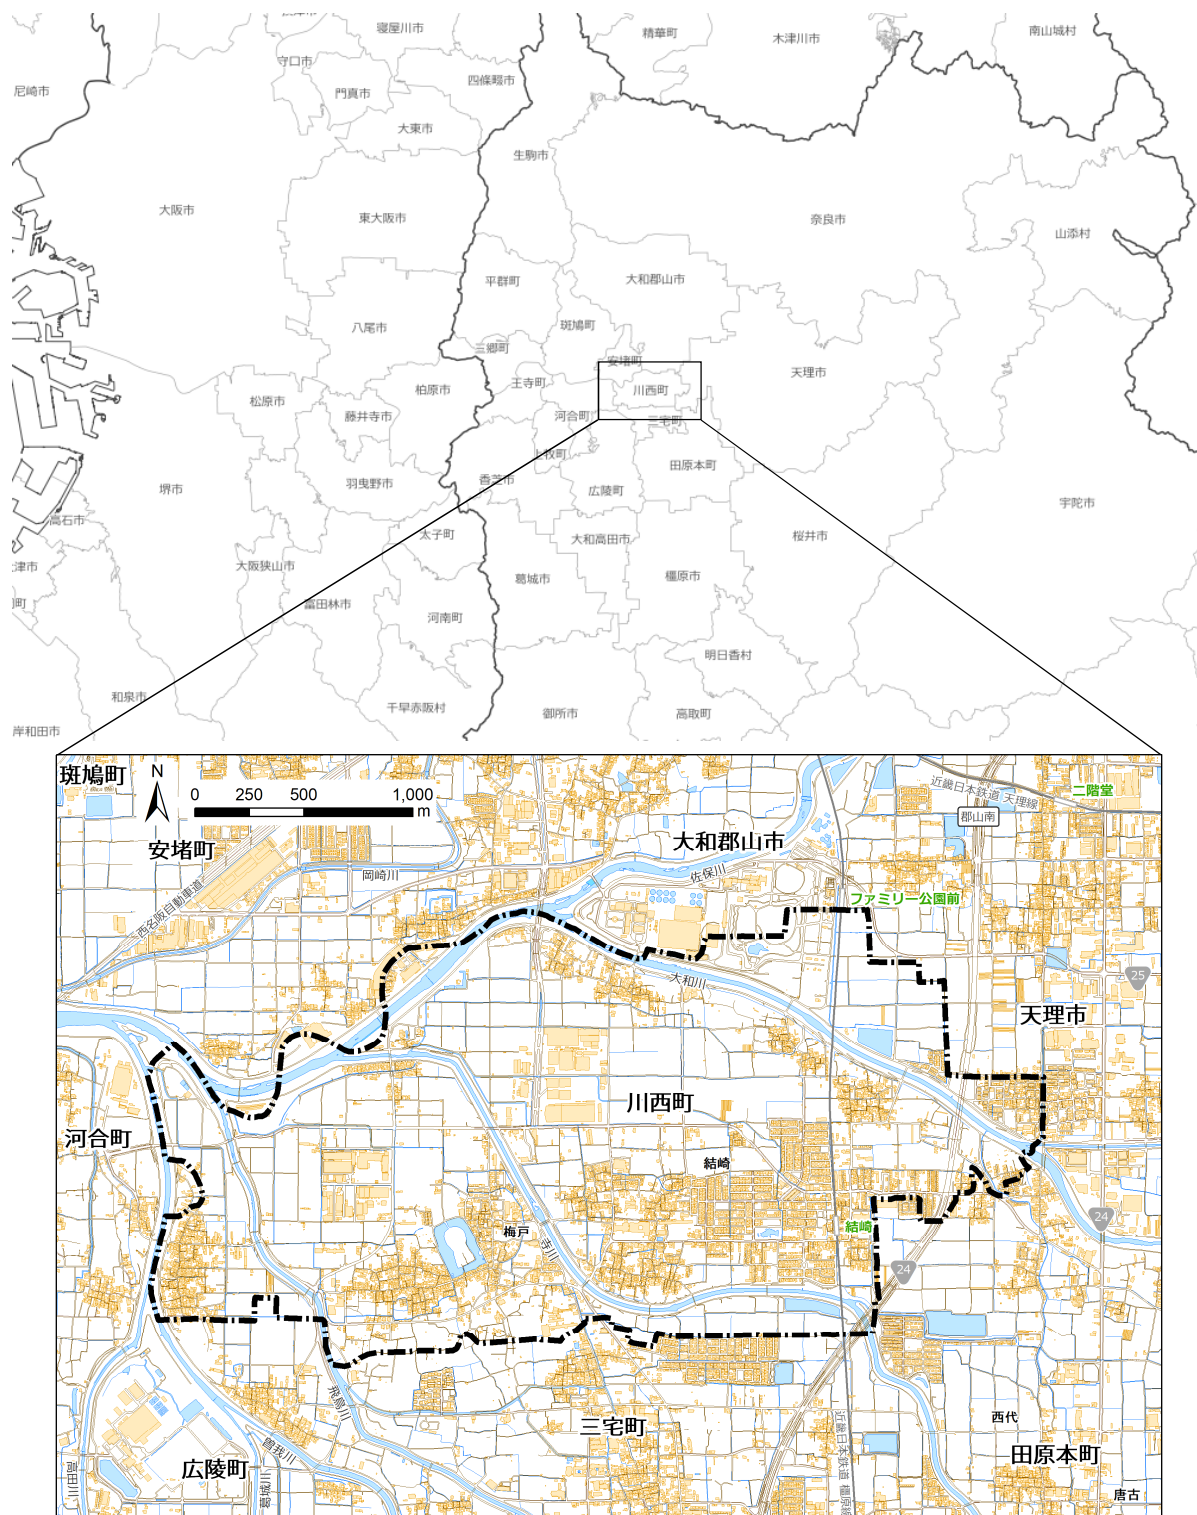 寝屋川市
精華町
木津川市
南山城村
守口市
尼崎市
門真市
四條畷市
大東市
生駒市
大阪市
東大阪市
奈良市
山添村
平群町
大和郡山市
八尾市
斑鳩町
三郷町
安堵町
天理市
王寺町
川西町
柏原市
松原市
藤井寺市
河合町
三宅町
上牧町
田原本町
香芝市
堺市
羽曳野市
広陵町
宇陀市
高石市
太子町
大和高田市
桜井市
津市
大阪狭山市
葛城市
橿原市
町
富田林市
河南町
明日香村
和泉市
千早赤阪村
御所市
高取町
岸和田市
斑鳩町
N
0 250 500 1,000
m
近畿日本鉄道 天理線
二階堂
郡山南
安堵町
大和郡山市
岡崎川
佐保川
西名阪自動車道
ファミリー公園前
大和川
25
天理市
川西町
河合町
結崎
梅戸
寺川
結崎
24
24
飛鳥川
三宅町
近畿日本鉄道 橿原線
西代
田原本町
曽我川
広陵町
高田川
葛城川
唐古